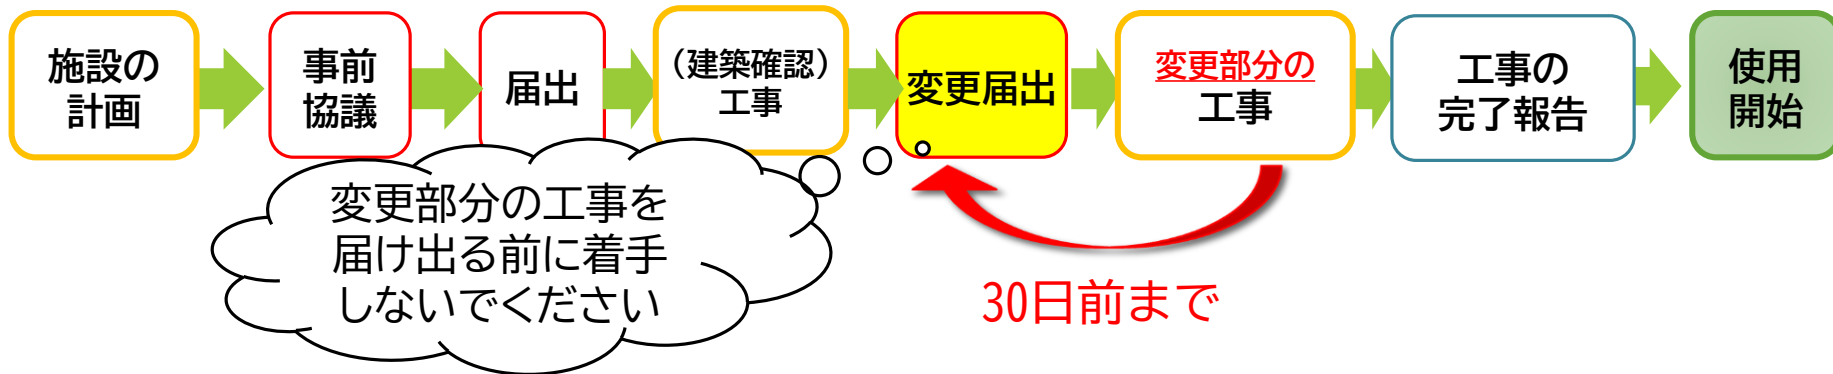 施設の
計画
事前
協議
届出
（建築確認）
工事
変更届出
変更部分の
工事
工事の
完了報告
使用
開始
変更部分の工事を
届け出る前に着手
しないでください
30日前まで